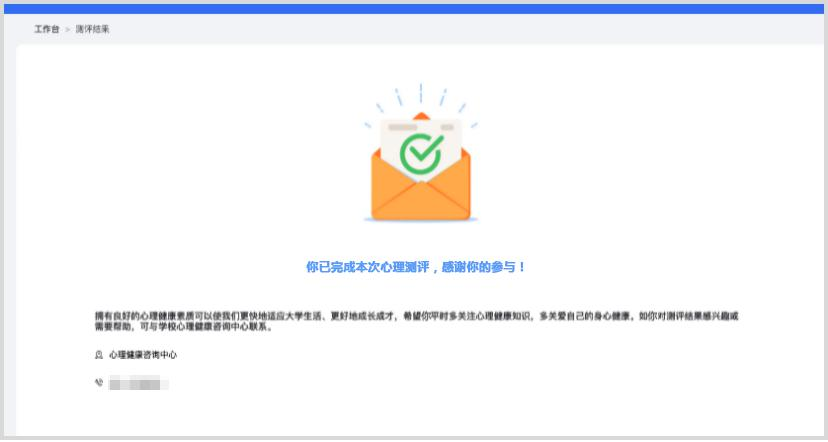 工作台 > 测评结果
你已完成本次心理测评，感谢你的参与！
拥有良好的心理健康素质可以使我们更快地适应大学生活、更好地成长成才，希望你平时多关注心理健康知识，多关爱自己的身心健康。如你对测评结果感兴趣或
需要帮助，可与学校心理健康咨询中心联系。
心理健康咨询中心